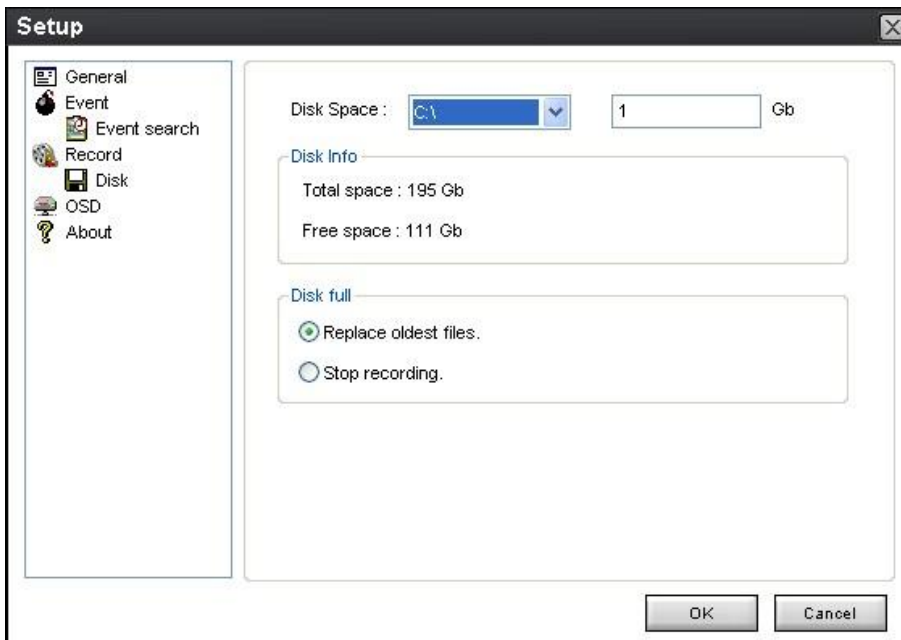 Setup
General
Event
Event search
Record
Disk
OSD
About
Disk Space : C:\ 1 Gb
Disk Info
Total space : 195 Gb
Free space : 111 Gb
Disk full
Replace oldest files.
Stop recording.
OK Cancel